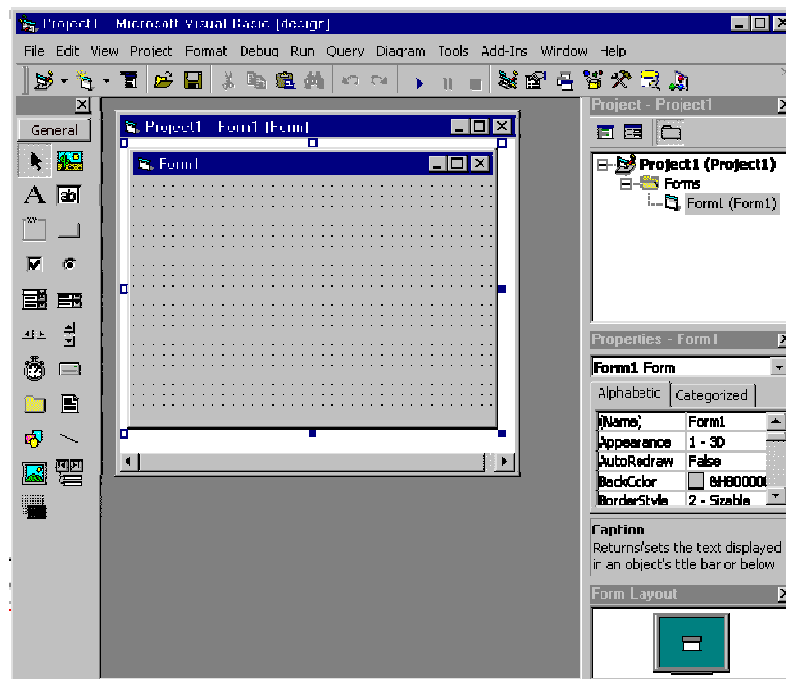 Project1 - Microsoft Visual Basic [design]
File Edit View Project Format Debug Run Query Diagram Tools Add-Ins Window Help
General
A
ab
Project1 - Form1 (Form)
Form1
Project - Project1
Project1 (Project1)
Forms
Form1 (Form1)
Properties - Form1
Form1 Form
Alphabetic Categorized
(Name) Form1
Appearance 1 - 3D
AutoRedraw False
BackColor &H800000
BorderStyle 2 - Sizable
Caption
Returns/sets the text displayed
in an object's title bar or below
Form Layout